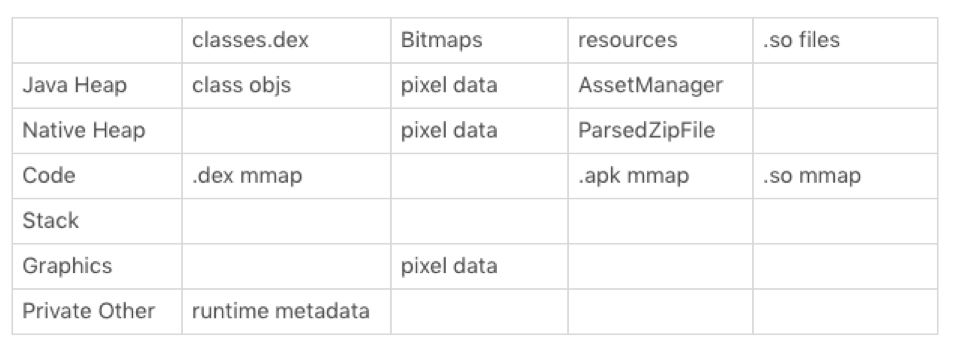 classes.dex Bitmaps resources .so files
Java Heap class objs pixel data AssetManager
Native Heap pixel data ParsedZipFile
Code .dex mmap .apk mmap .so mmap
Stack
Graphics pixel data
Private Other runtime metadata